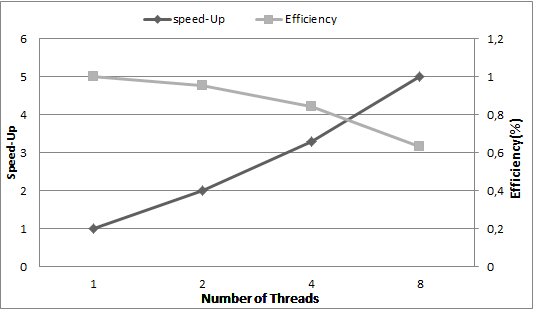 speed-Up Efficiency
6 1,2
5 1
4 0,8
3 0,6
2 0,4
1 0,2
0 0
Speed-Up
Efficiency(%)
1 2 4 8
Number of Threads